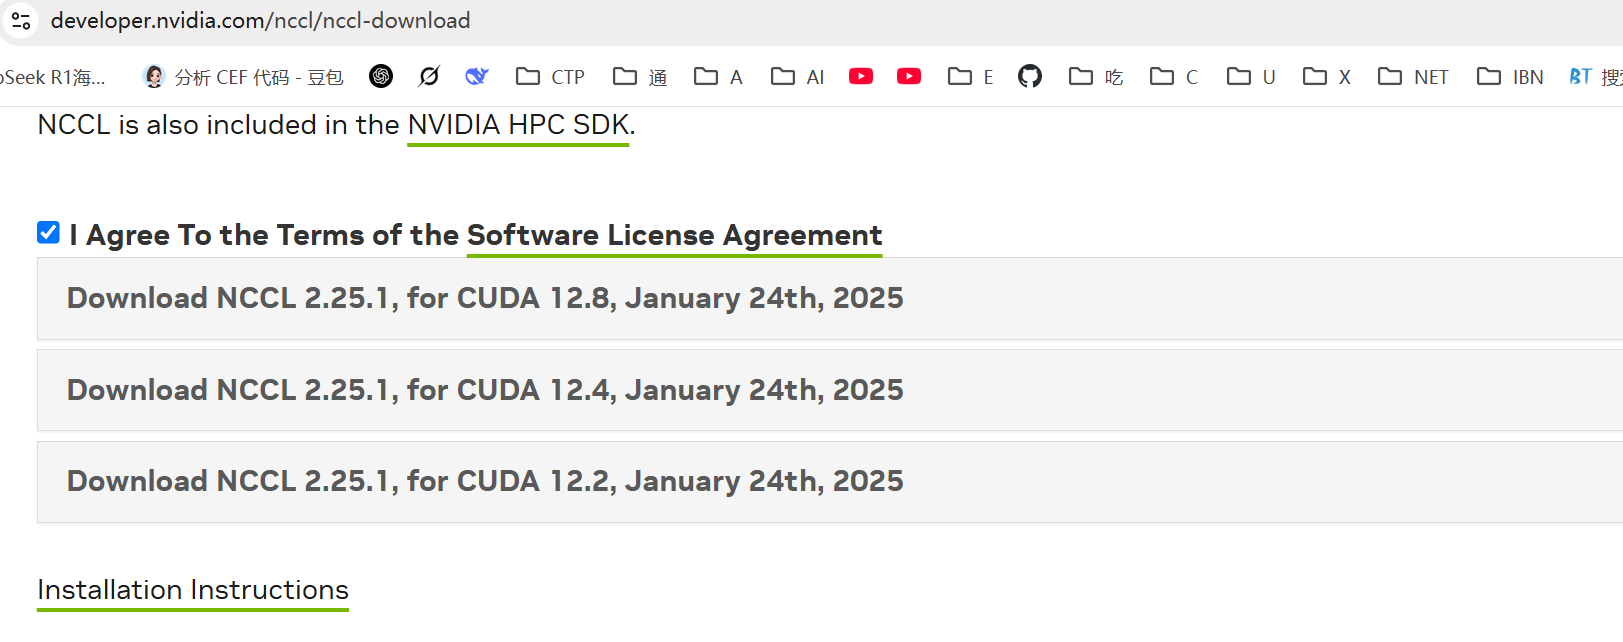 developer.nvidia.com/nccl/nccl-download
Seek R1海... 分析 CEF 代码 - 豆包 CTP 通 A AI E 吃 C U X NET IBN BT
NCCL is also included in the NVIDIA HPC SDK.
I Agree To the Terms of the Software License Agreement
Download NCCL 2.25.1, for CUDA 12.8, January 24th, 2025
Download NCCL 2.25.1, for CUDA 12.4, January 24th, 2025
Download NCCL 2.25.1, for CUDA 12.2, January 24th, 2025
Installation Instructions